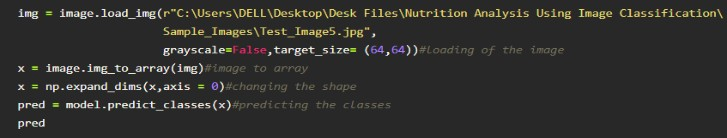 img = image.load_img(r"C:\Users\DELL\Desktop\Desk Files\Nutrition Analysis Using Image Classification\
Sample_Images\Test_Image5.jpg",
grayscale=False,target_size= (64,64))#Loading of the image
x = image.img_to_array(img)#image to array
x = np.expand_dims(x,axis = 0)#changing the shape
pred = model.predict_classes(x)#predicting the classes
pred